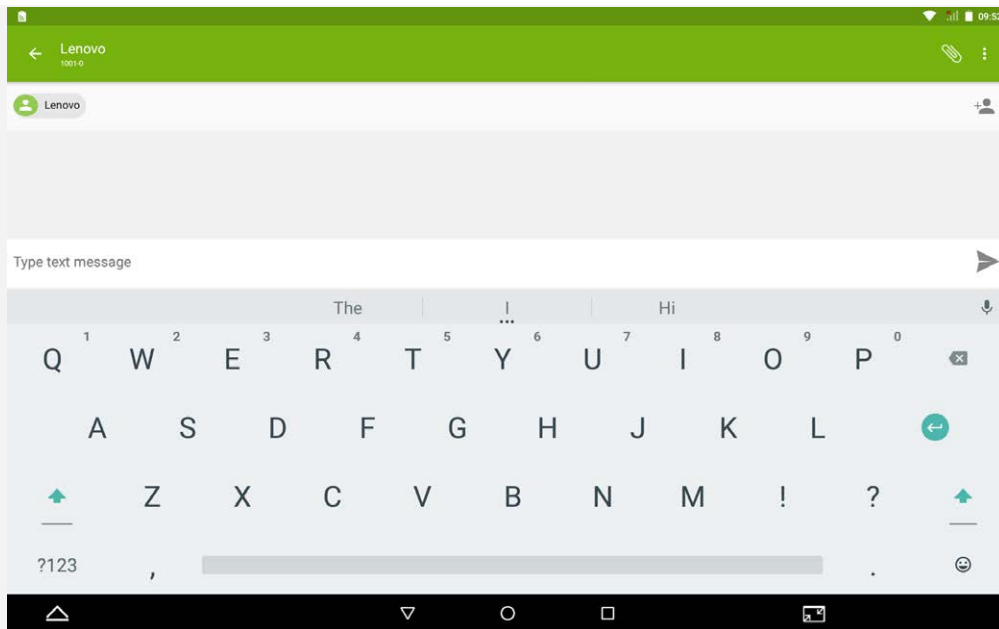 09:52
Lenovo
1001-0
Lenovo
Type text message
The I Hi
1 2 3 4 5 6 7 8 9 0
Q W E R T Y U I O P
A S D F G H J K L
Z X C V B N M ! ?
?123 , .